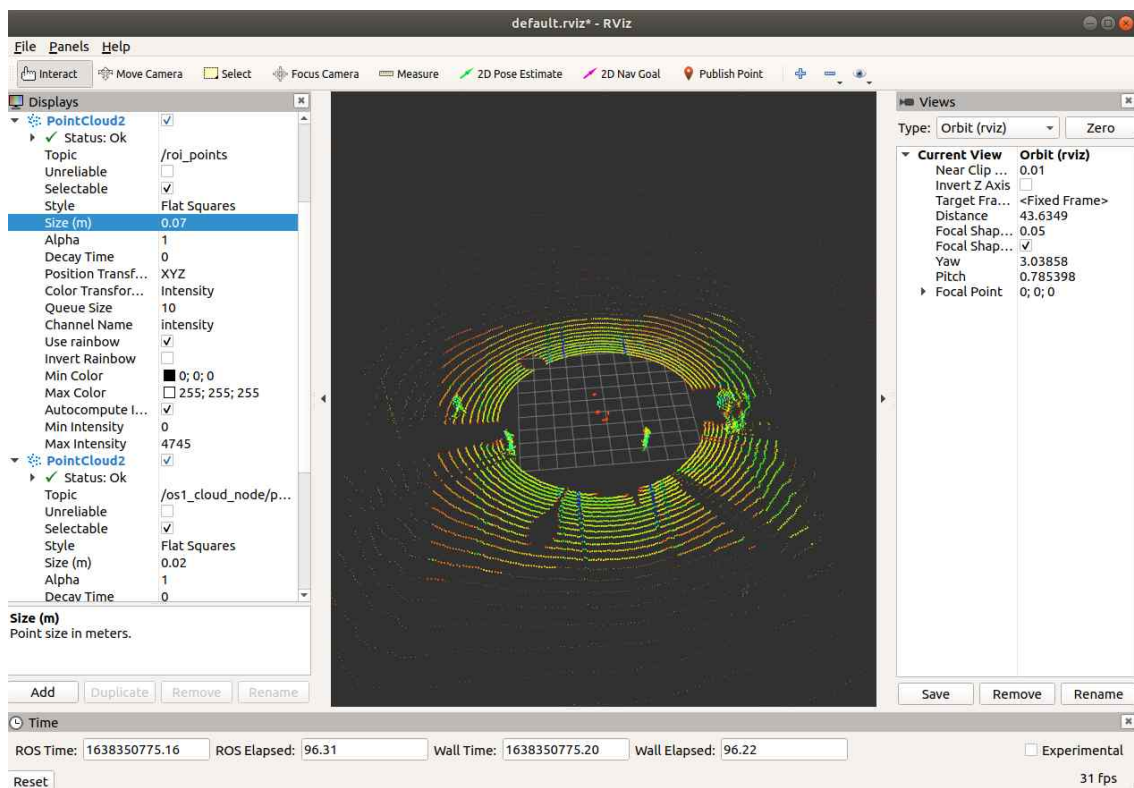 default.rviz* - RViz
File Panels Help
Interact Move Camera Select Focus Camera Measure 2D Pose Estimate 2D Nav Goal Publish Point
Displays
PointCloud2
Status: Ok
Topic /roi_points
Unreliable
Selectable
Style Flat Squares
Size (m) 0.07
Alpha 1
Decay Time 0
Position Transf... XYZ
Color Transfor... Intensity
Queue Size 10
Channel Name intensity
Use rainbow
Invert Rainbow
Min Color 0; 0; 0
Max Color 255; 255; 255
Autocompute I...
Min Intensity 0
Max Intensity 4745
PointCloud2
Status: Ok
Topic /os1_cloud_node/p...
Unreliable
Selectable
Style Flat Squares
Size (m) 0.02
Alpha 1
Decay Time 0
Size (m)
Point size in meters.
Add Duplicate Remove Rename
Views
Type: Orbit (rviz) Zero
Current View Orbit (rviz)
Near Clip ... 0.01
Invert Z Axis
Target Fra... <Fixed Frame>
Distance 43.6349
Focal Shap... 0.05
Focal Shap...
Yaw 3.03858
Pitch 0.785398
Focal Point 0; 0; 0
Save Remove Rename
Time
ROS Time: 1638350775.16 ROS Elapsed: 96.31 Wall Time: 1638350775.20 Wall Elapsed: 96.22 Experimental
Reset 31 fps